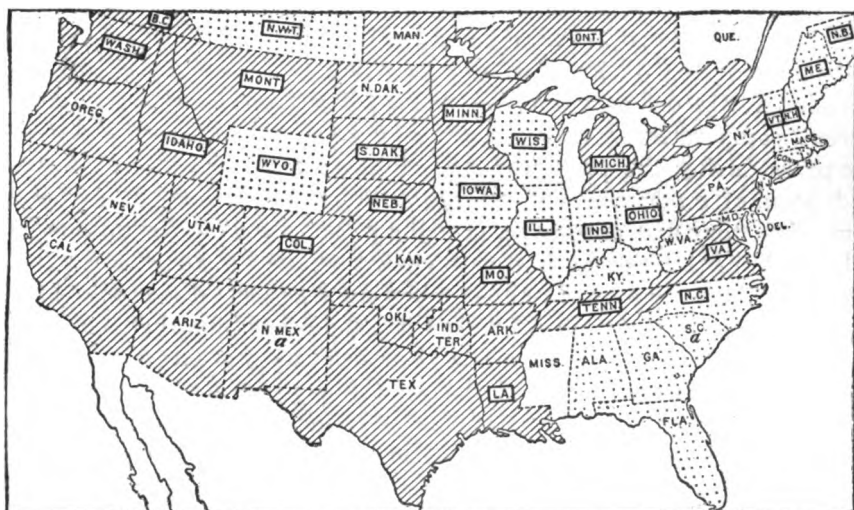 B.C.
N.W.T.
MAN.
ONT.
QUE.
N.B.
WASH.
MONT.
N.DAK.
MINN.
ME.
OREG.
IDAHO.
WYO.
S.DAK.
WIS.
MICH.
N.Y.
VT.
N.H.
MASS.
CON.
R.I.
NEV.
UTAH.
COL.
NEB.
IOWA.
ILL.
IND.
OHIO
PA.
N.J.
MD.
DEL.
CAL.
KAN.
MO.
KY.
W.VA.
VA.
ARIZ.
N.MEX.
a
OKL.
IND.
TER.
ARK.
TENN.
N.C.
S.C.
a
TEX.
LA.
MISS.
ALA.
GA.
FLA.